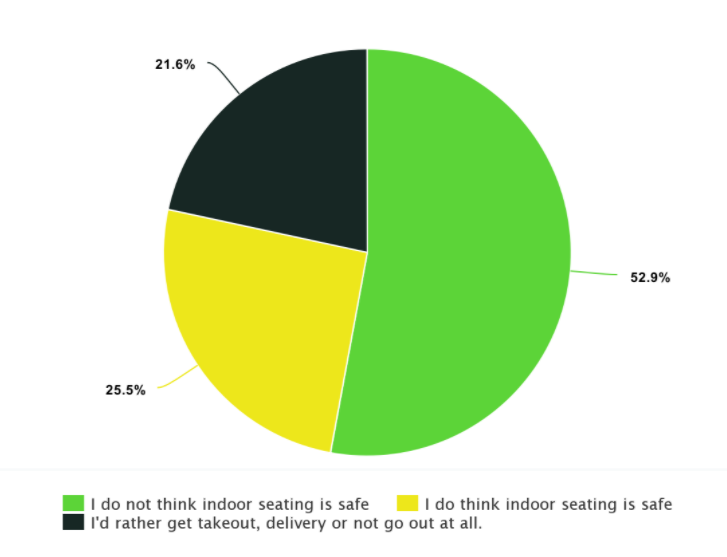 21.6%
52.9%
25.5%
I do not think indoor seating is safe
I do think indoor seating is safe
I'd rather get takeout, delivery or not go out at all.